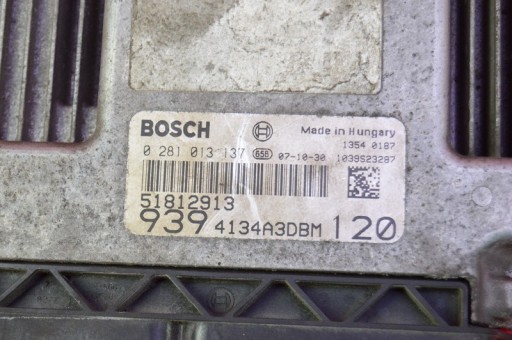 BOSCH Made in Hungary
1354 0187
0 281 013 137 656 07-10-30 1039S23287
51812913
939 4134A3DBM 120
BOSCH